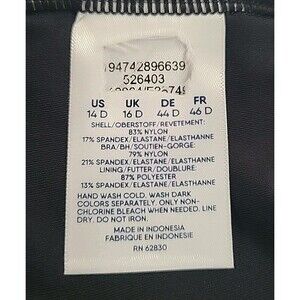 194742896639
526403
US UK DE FR
14 D 16 D 44 D 46 D
SHELL/OBERSTOFF/REVETEMENT:
83% NYLON
17% SPANDEX/ELASTANE/ELASTHANNE
BRA/BH/SOUTIEN-GORGE:
79% NYLON
21% SPANDEX/ELASTANE/ELASTHANNE
LINING/FUTTER/DOUBLURE:
87% POLYESTER
13% SPANDEX/ELASTANE/ELASTHANNE
HAND WASH COLD. WASH DARK
COLORS SEPARATELY. ONLY NON-
CHLORINE BLEACH WHEN NEEDED. LINE
DRY. DO NOT IRON.
MADE IN INDONESIA
FABRIQUE EN INDONESIE
RN 62830